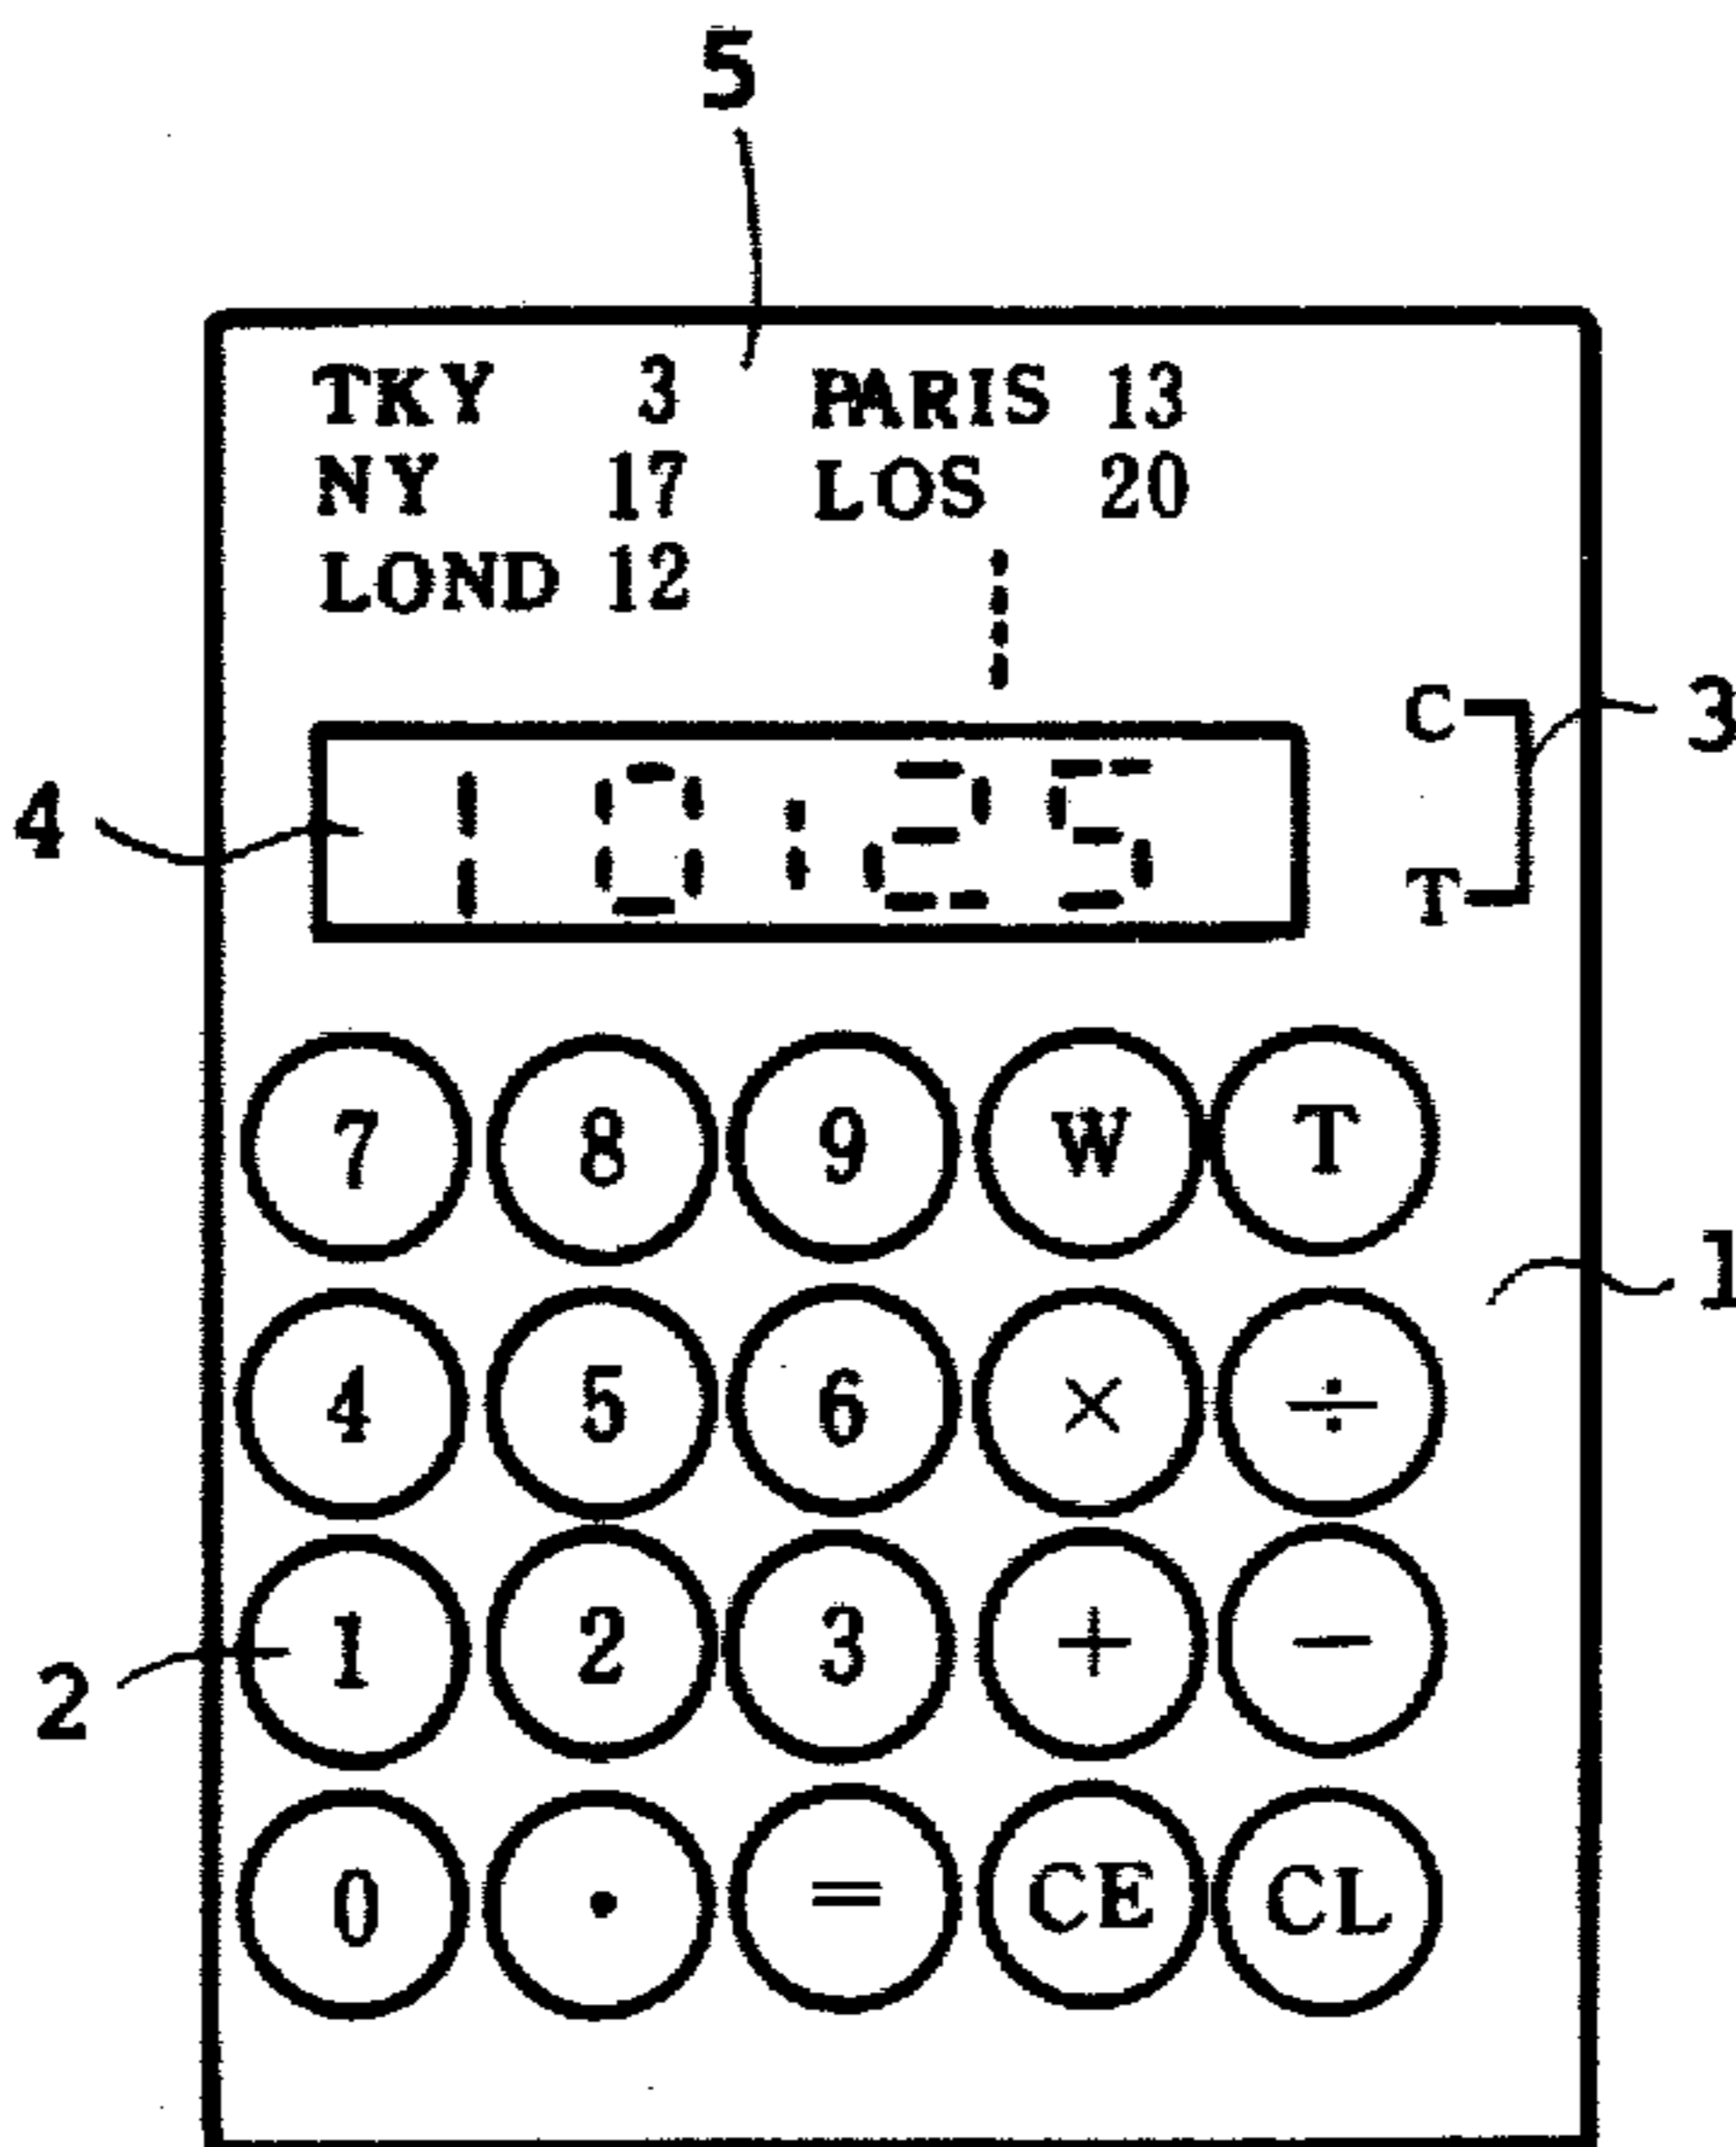 5
TKY 3 PARIS 13
NY 17 LOS 20
LOND 12
C 3
4 10:25
T
7 8 9 W T
1
4 5 6 × ÷
1 2 3 + −
2
0 . = CE CL